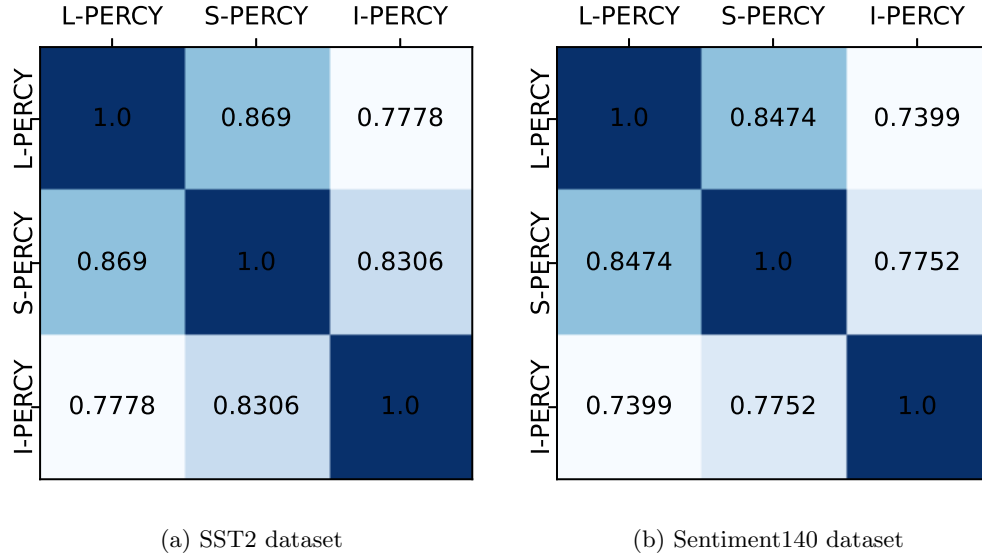 L-PERCY S-PERCY I-PERCY
L-PERCY 1.0 0.869 0.7778
S-PERCY 0.869 1.0 0.8306
I-PERCY 0.7778 0.8306 1.0
(a) SST2 dataset
L-PERCY S-PERCY I-PERCY
L-PERCY 1.0 0.8474 0.7399
S-PERCY 0.8474 1.0 0.7752
I-PERCY 0.7399 0.7752 1.0
(b) Sentiment140 dataset